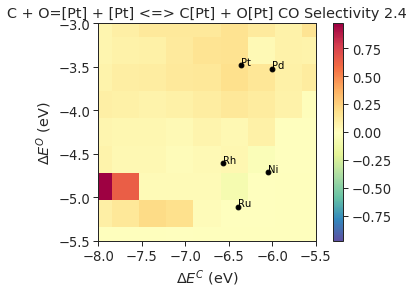 C + O=[Pt] + [Pt] <=> C[Pt] + O[Pt] CO Selectivity 2.4
−3.0
−3.5
−4.0
−4.5
−5.0
−5.5
ΔE^O (eV)
Pt
Pd
Rh
Ni
Ru
−8.0 −7.5 −7.0 −6.5 −6.0 −5.5
ΔE^C (eV)
0.75
0.50
0.25
0.00
−0.25
−0.50
−0.75